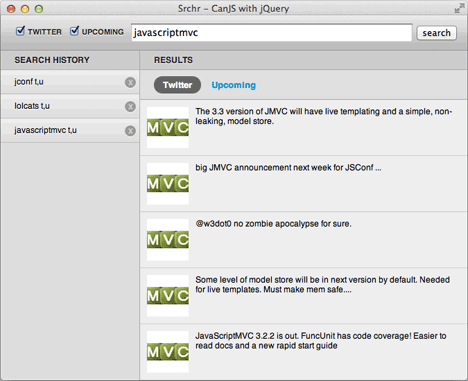 Srchr – CanJS with jQuery
TWITTER UPCOMING javascriptmvc search
SEARCH HISTORY
jconf t,u x
lolcats t,u x
javascriptmvc t,u x
RESULTS
Twitter Upcoming
MVC
The 3.3 version of JMVC will have live templating and a simple, non-
leaking, model store.
MVC
big JMVC announcement next week for JSConf ...
MVC
@w3dot0 no zombie apocalypse for sure.
MVC
Some level of model store will be in next version by default. Needed
for live templates. Must make mem safe....
MVC
JavaScriptMVC 3.2.2 is out. FuncUnit has code coverage! Easier to
read docs and a new rapid start guide